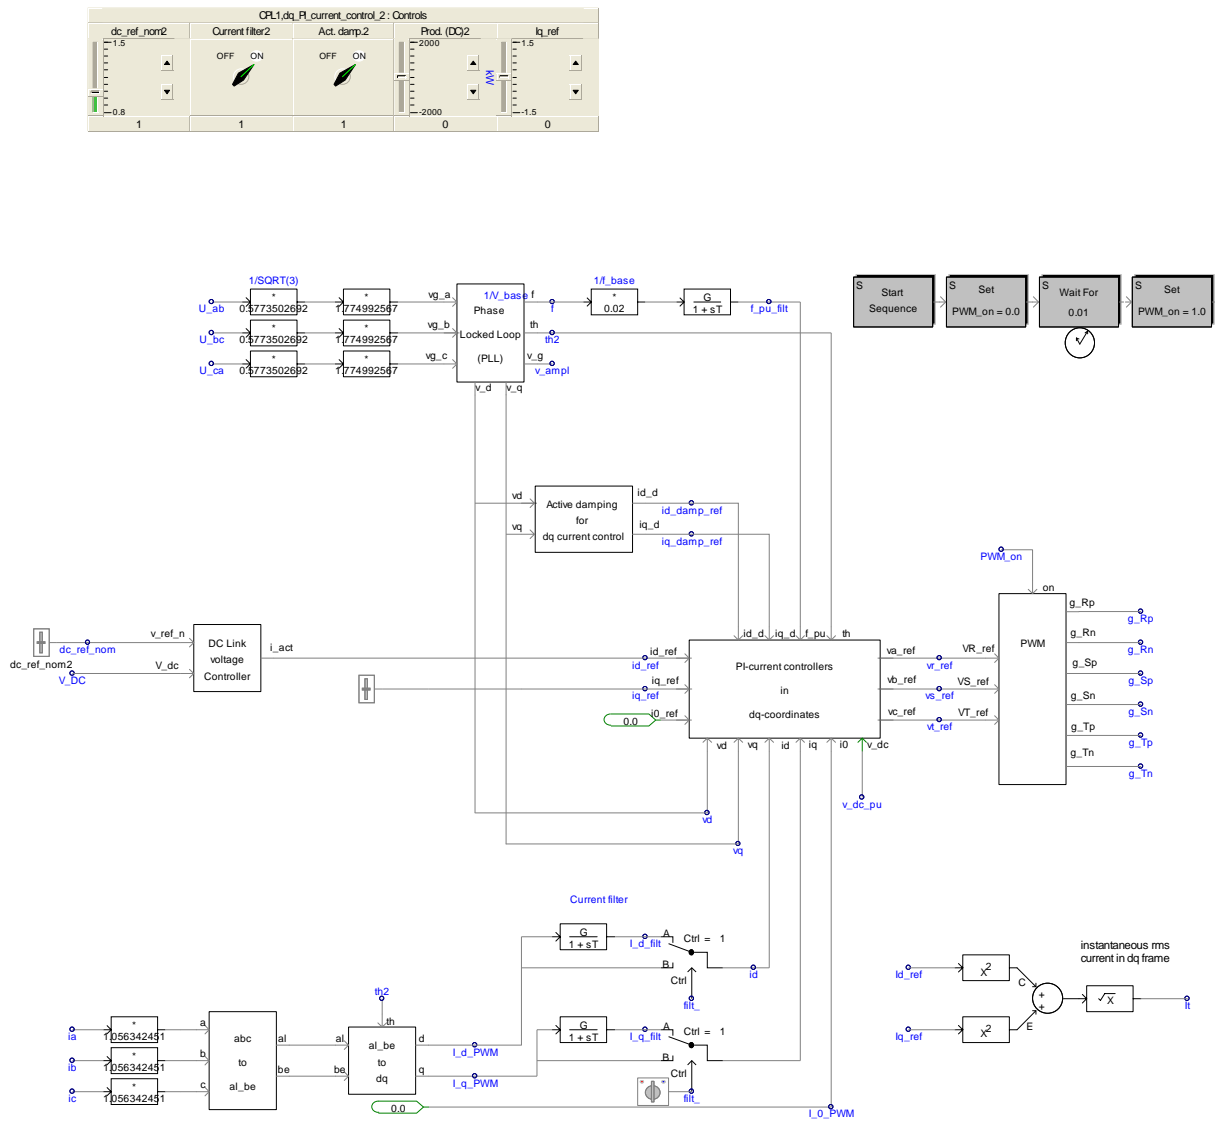 CPL1,dq_PI_current_control_2 : Controls
dc_ref_nom2
Current filter2
Act. damp.2
Prod. (DC)2
Iq_ref
1.5
0.8
OFF ON
OFF ON
2000
-2000
kW
1.5
-1.5
1
1
1
0
0
1/SQRT(3)
U_ab
*
0.5773502692
*
1.774992567
vg_a
U_bc
*
0.5773502692
*
1.774992567
vg_b
U_ca
*
0.5773502692
*
1.774992567
vg_c
1/V_base
Phase
Locked Loop
(PLL)
f
th
v_g
v_d
v_q
f
th2
v_ampl
1/f_base
*
0.02
G
1 + sT
f_pu_filt
S
Start
Sequence
S
Set
PWM_on = 0.0
S
Wait For
0.01
S
Set
PWM_on = 1.0
vd
vq
Active damping
for
dq current control
id_d
id_damp_ref
iq_d
iq_damp_ref
dc_ref_nom2
dc_ref_nom
V_DC
v_ref_n
V_dc
DC Link
voltage
Controller
i_act
id_ref
id_ref
iq_ref
iq_ref
0.0
i0_ref
id_d
iq_d
f_pu
th
PI-current controllers
in
dq-coordinates
vd
vq
id
iq
i0
v_dc
va_ref
vb_ref
vc_ref
vr_ref
vs_ref
vt_ref
VR_ref
VS_ref
VT_ref
PWM_on
on
PWM
g_Rp
g_Rp
g_Rn
g_Rn
g_Sp
g_Sp
g_Sn
g_Sn
g_Tp
g_Tp
g_Tn
g_Tn
v_dc_pu
vd
vq
Current filter
G
1 + sT
I_d_filt
A
B
Ctrl = 1
Ctrl
id
filt_
G
1 + sT
I_q_filt
A
B
Ctrl = 1
Ctrl
filt_
ia
*
1.056342451
a
ib
*
1.056342451
b
ic
*
1.056342451
c
abc
to
al_be
al
be
th2
th
al
be
al_be
to
dq
d
q
I_d_PWM
I_q_PWM
0.0
I_0_PWM
instantaneous rms
current in dq frame
Id_ref
X2
C
Iq_ref
X2
E
+
+
√X
It